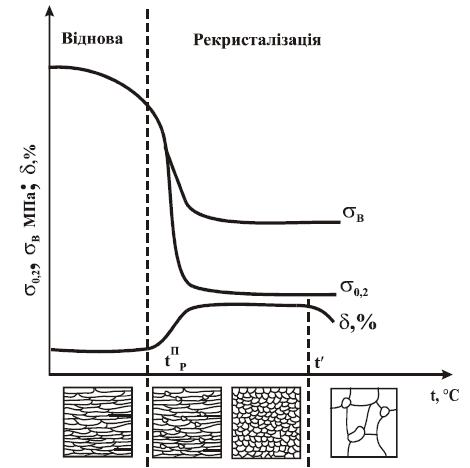 Віднова
Рекристалізація
σ0,2; σВ МПа; δ,%
σВ
σ0,2
δ,%
tПР
t′
t, °C